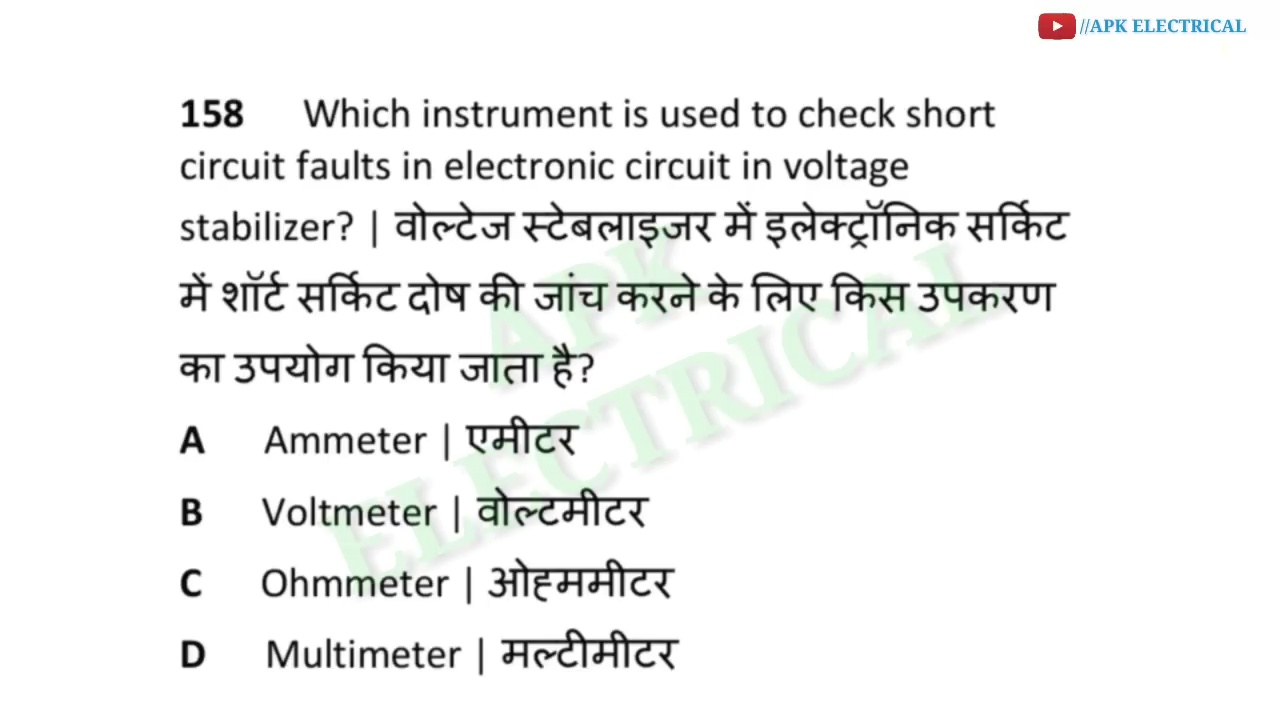 //APK ELECTRICAL
158 Which instrument is used to check short
circuit faults in electronic circuit in voltage
stabilizer? | वोल्टेज स्टेबलाइजर में इलेक्ट्रॉनिक सर्किट
में शॉर्ट सर्किट दोष की जांच करने के लिए किस उपकरण
का उपयोग किया जाता है?
A Ammeter | एमीटर
B Voltmeter | वोल्टमीटर
C Ohmmeter | ओह्ममीटर
D Multimeter | मल्टीमीटर
APK
ELECTRICAL